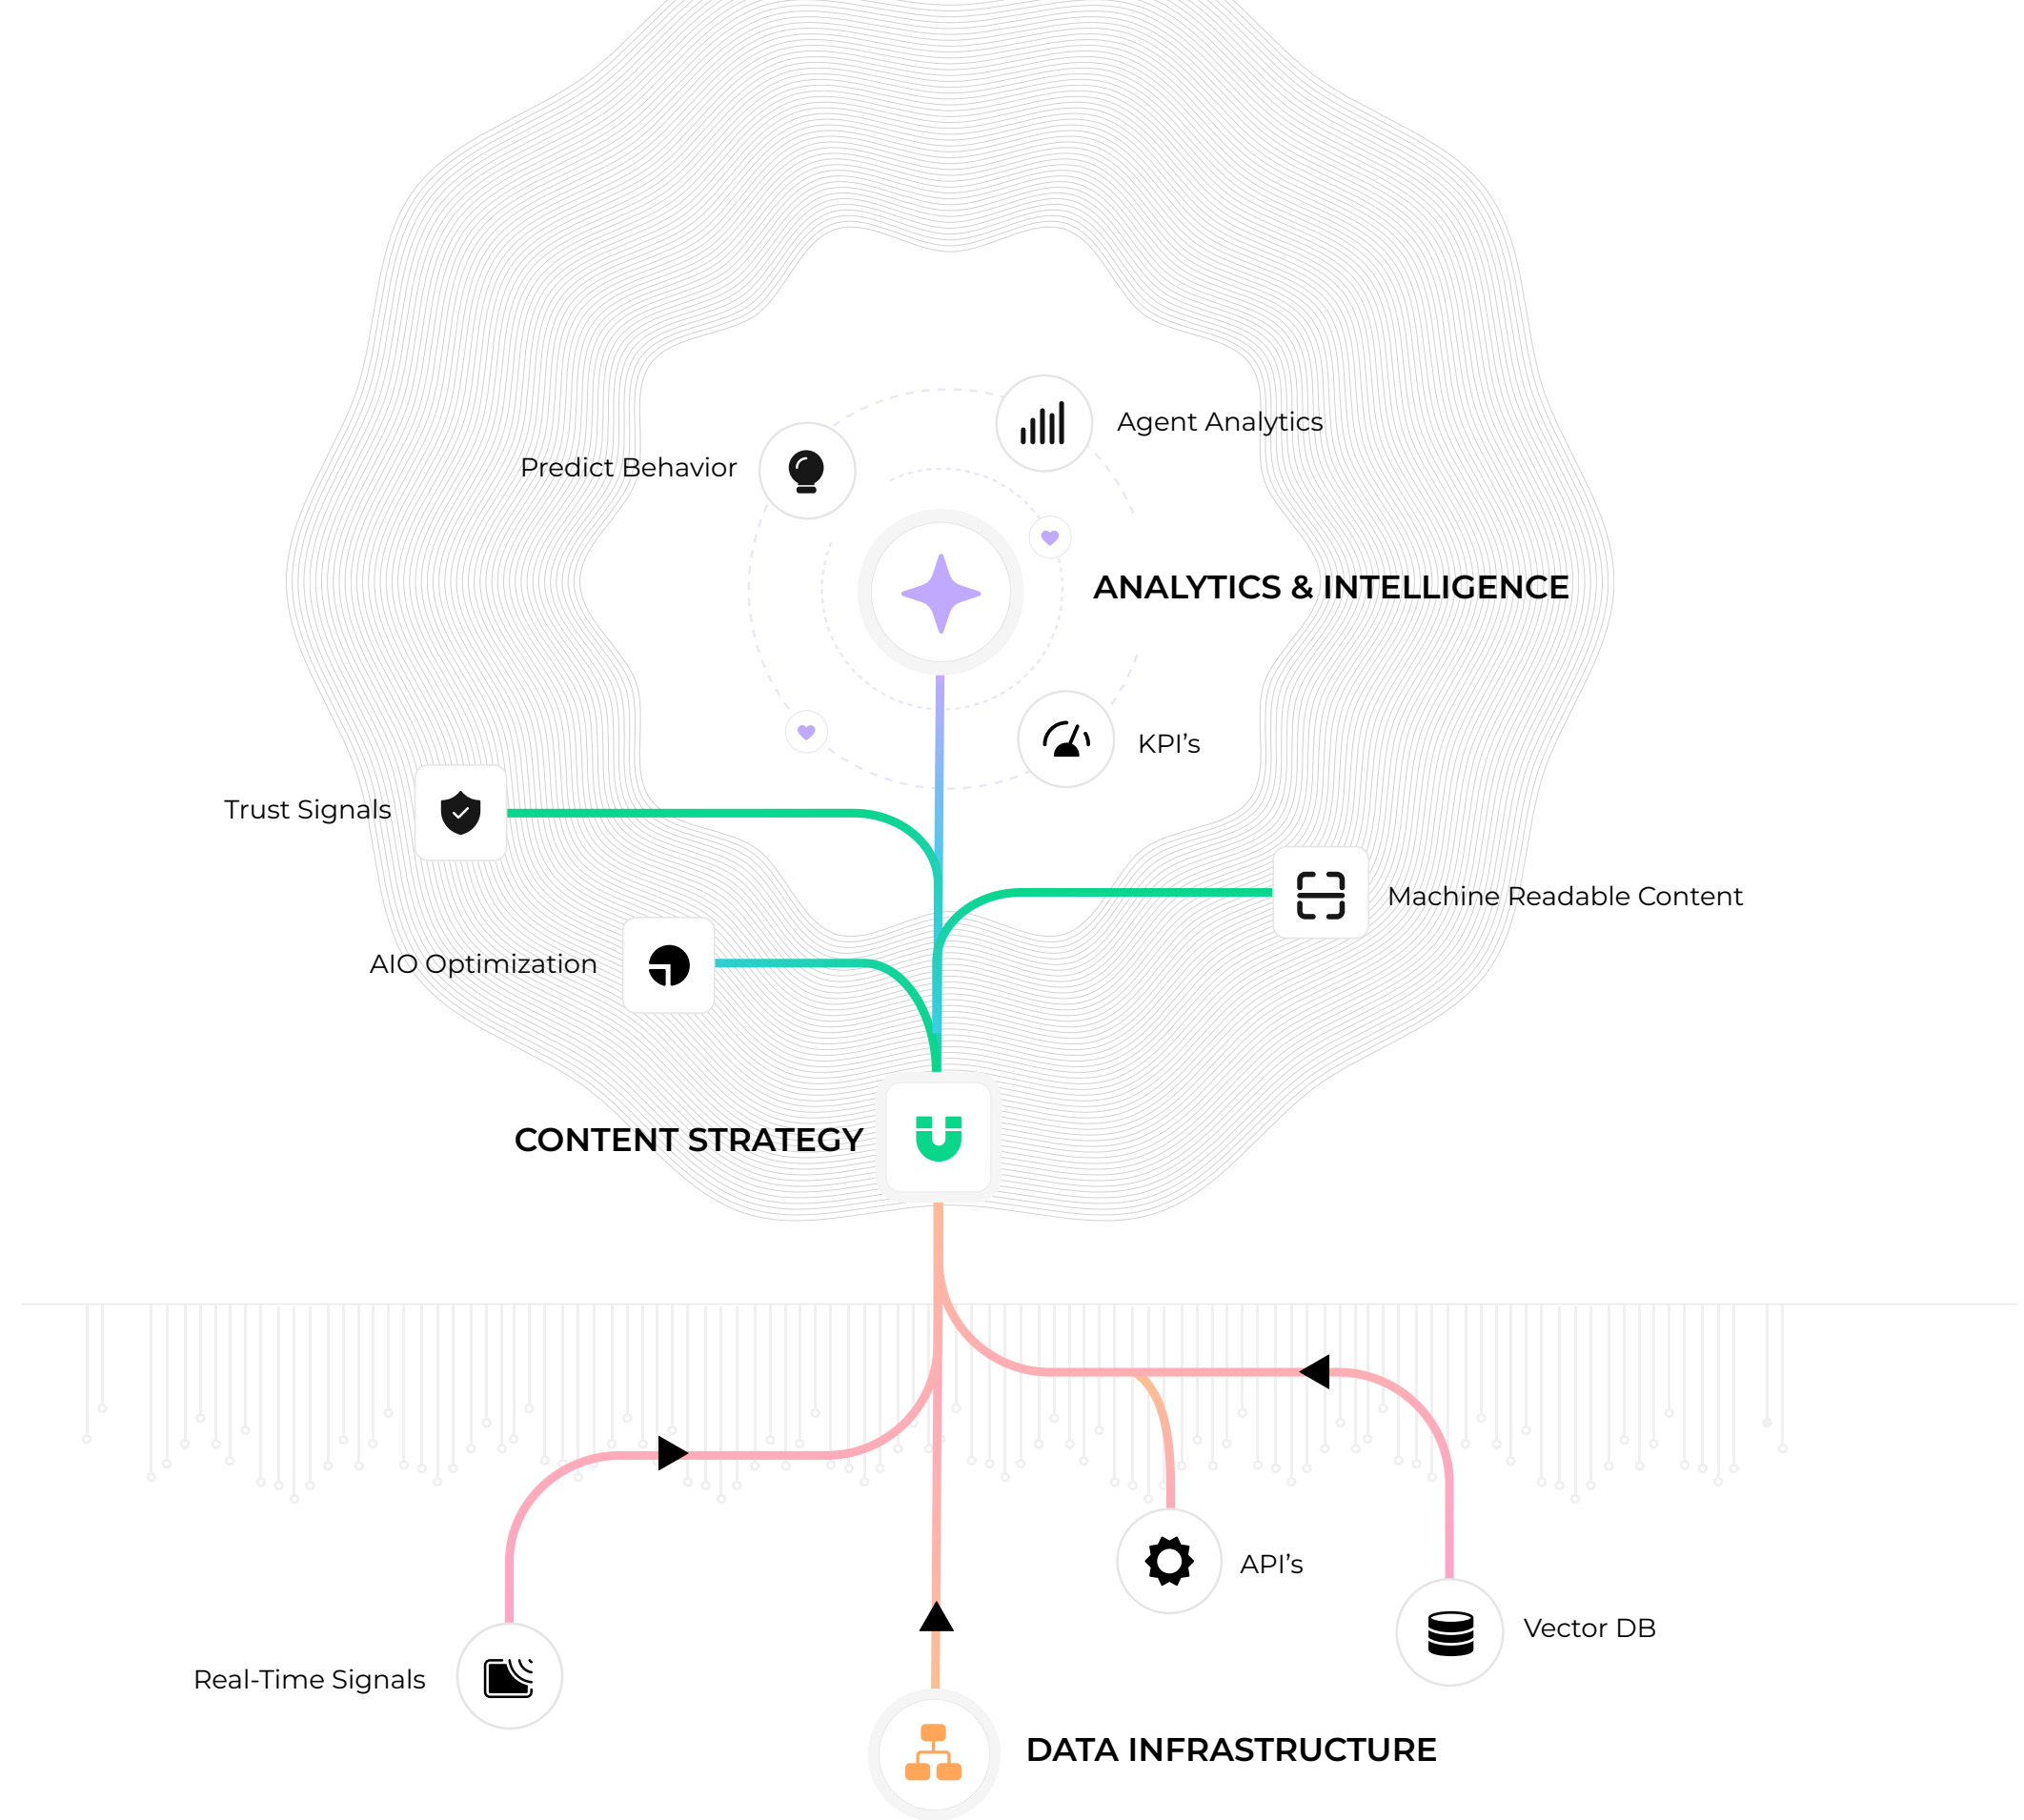 Agent Analytics
Predict Behavior
ANALYTICS & INTELLIGENCE
KPI’s
Trust Signals
Machine Readable Content
AIO Optimization
CONTENT STRATEGY
API’s
Vector DB
Real-Time Signals
DATA INFRASTRUCTURE